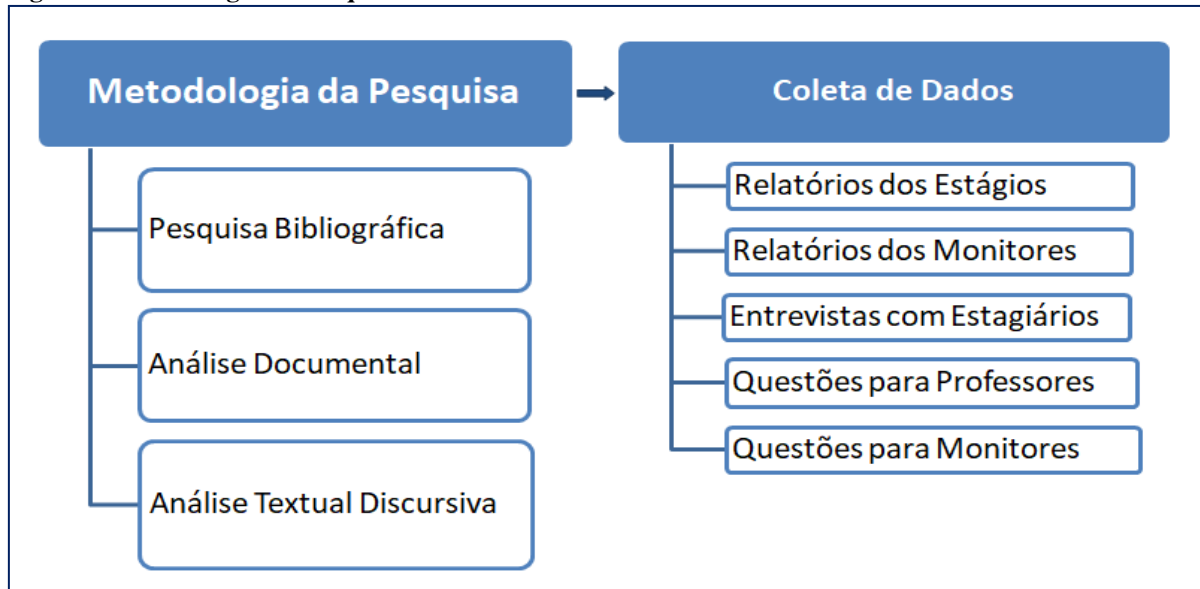 Metodologia da Pesquisa
Pesquisa Bibliográfica
Análise Documental
Análise Textual Discursiva
Coleta de Dados
Relatórios dos Estágios
Relatórios dos Monitores
Entrevistas com Estagiários
Questões para Professores
Questões para Monitores